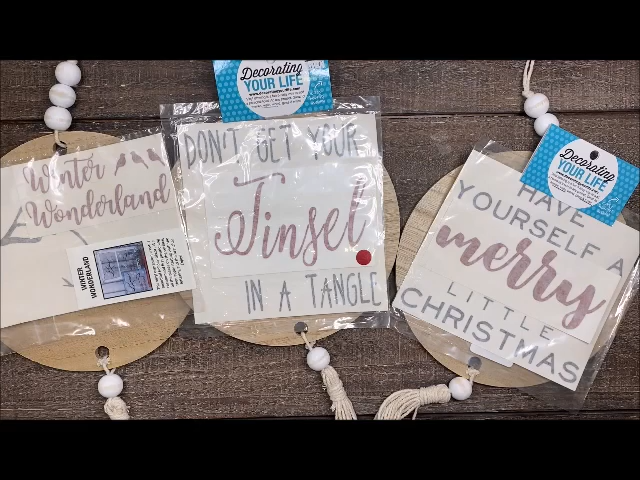 Winter
Wonderland
WINTER
WONDERLAND
Decorating
YOUR LIFE
DON'T GET YOUR
Tinsel
IN A TANGLE
Decorating
YOUR LIFE
HAVE
YOURSELF A
merry
LITTLE
CHRISTMAS